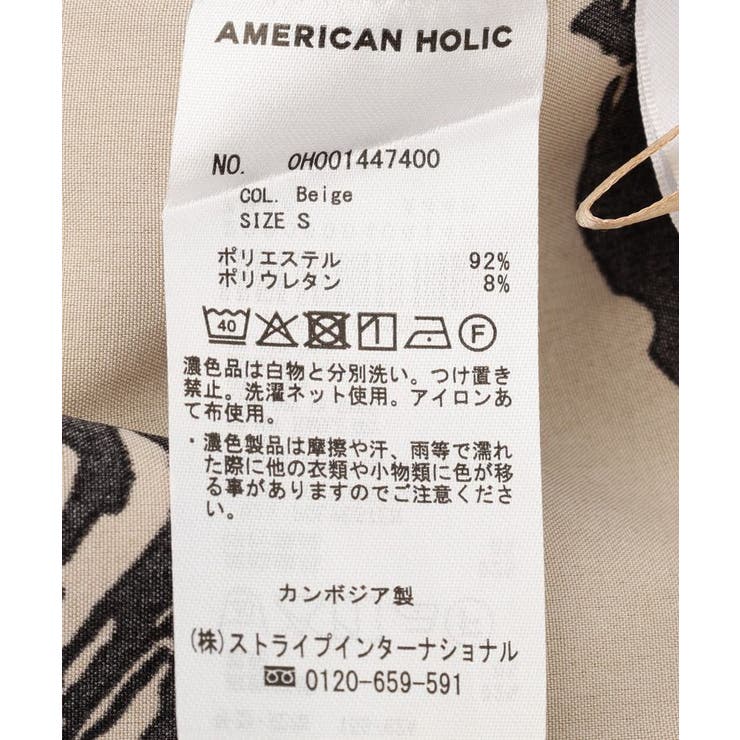 AMERICAN HOLIC
NO. OH001447400
COL. Beige
SIZE S
ポリエステル 92%
ポリウレタン 8%
40 F
濃色品は白物と分別洗い。つけ置き
禁止。洗濯ネット使用。アイロンあ
て布使用。
・濃色製品は摩擦や汗、雨等で濡れ
た際に他の衣類や小物類に色が移
る事がありますのでご注意くださ
い。
カンボジア製
(株)ストライプインターナショナル
0120-659-591